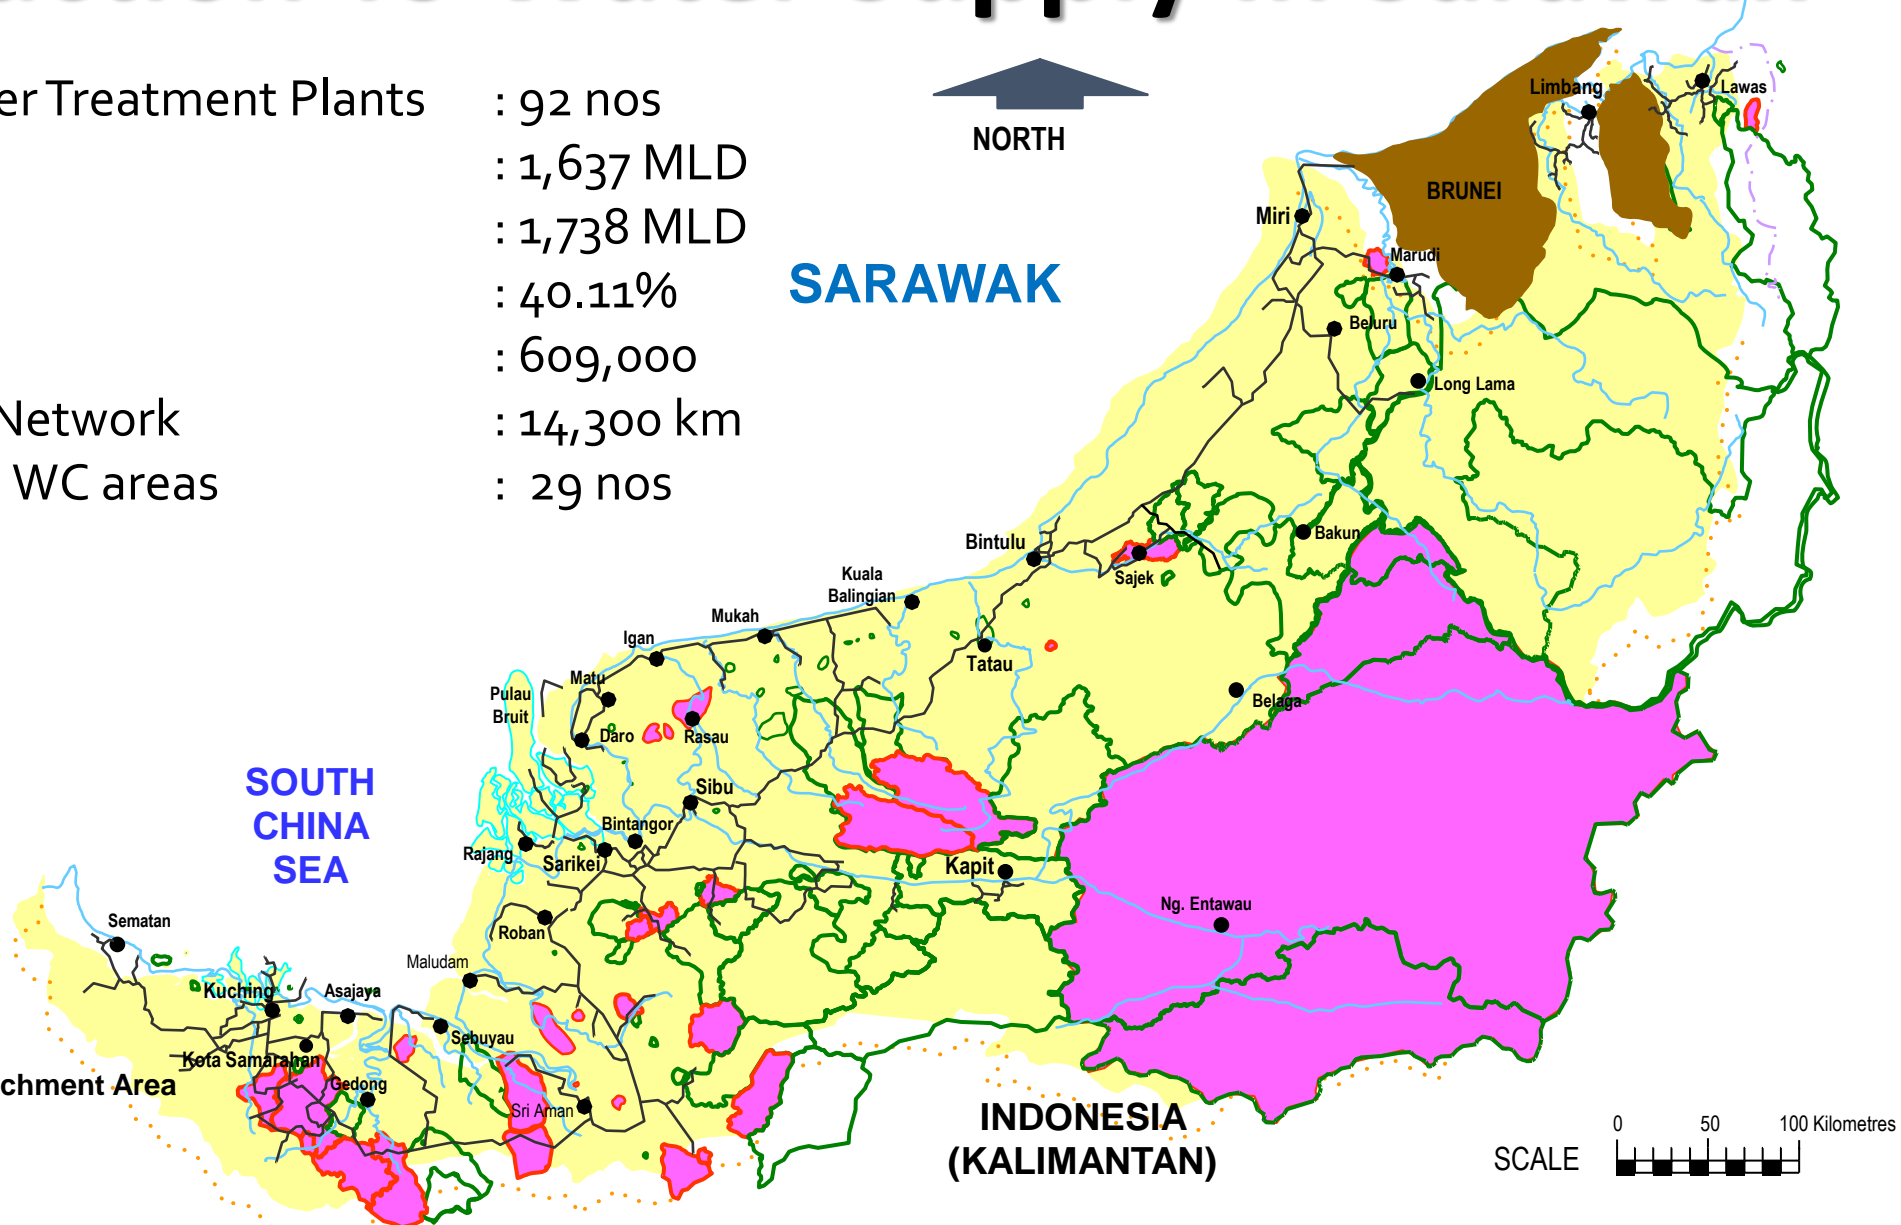 Water Supply in Sarawak
er Treatment Plants : 92 nos
: 1,637 MLD
: 1,738 MLD
: 40.11%
: 609,000
Network : 14,300 km
WC areas : 29 nos
NORTH
SARAWAK
Limbang
Lawas
BRUNEI
Miri
Marudi
Beluru
Long Lama
Bintulu
Bakun
Sajek
Kuala
Balingian
Mukah
Igan
Tatau
Matu
Pulau
Bruit
Belaga
Daro
Rasau
SOUTH
CHINA
SEA
Sibu
Bintangor
Rajang
Sarikei
Kapit
Ng. Entawau
Sematan
Roban
Maludam
Kuching
Asajaya
Sebuyau
Kota Samarahan
chment Area
Gedong
Sri Aman
INDONESIA
(KALIMANTAN)
0 50 100 Kilometres
SCALE